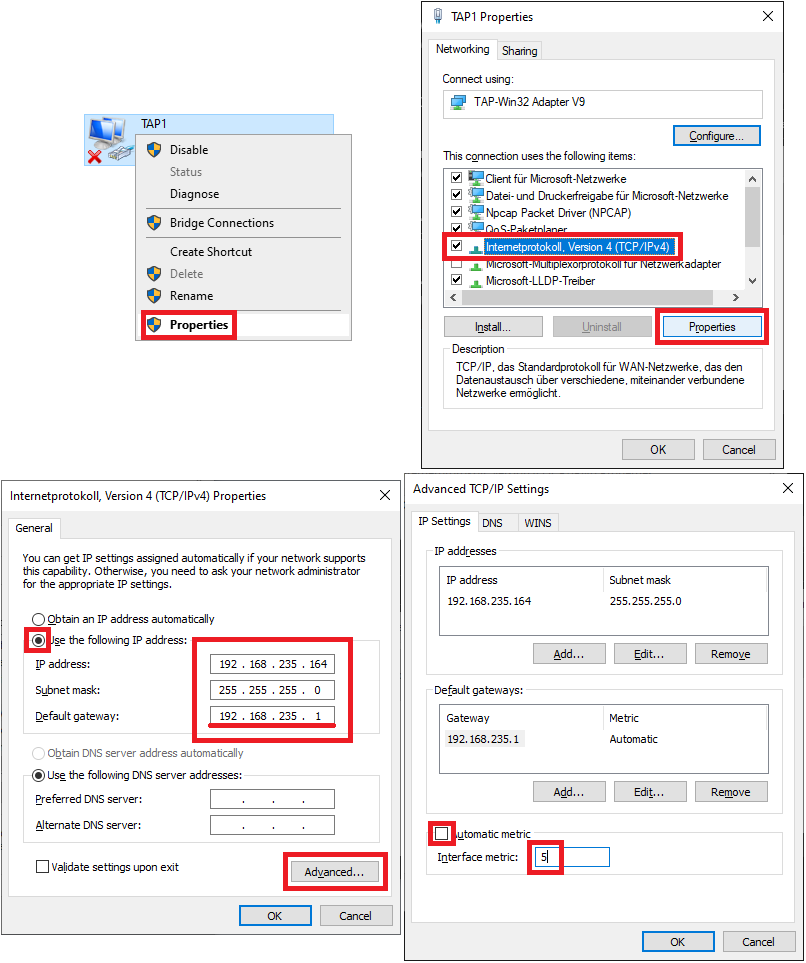 TAP1
Disable
Status
Diagnose
Bridge Connections
Create Shortcut
Delete
Rename
Properties
TAP1 Properties
Networking Sharing
Connect using:
TAP-Win32 Adapter V9
Configure...
This connection uses the following items:
Client für Microsoft-Netzwerke
Datei- und Druckerfreigabe für Microsoft-Netzwerke
Npcap Packet Driver (NPCAP)
QoS-Paketplaner
Internetprotokoll, Version 4 (TCP/IPv4)
Microsoft-Multiplexorprotokoll für Netzwerkadapter
Microsoft-LLDP-Treiber
Install... Uninstall Properties
Description
TCP/IP, das Standardprotokoll für WAN-Netzwerke, das den
Datenaustausch über verschiedene, miteinander verbundene
Netzwerke ermöglicht.
OK Cancel
Internetprotokoll, Version 4 (TCP/IPv4) Properties
General
You can get IP settings assigned automatically if your network supports
this capability. Otherwise, you need to ask your network administrator
for the appropriate IP settings.
Obtain an IP address automatically
Use the following IP address:
IP address: 192 . 168 . 235 . 164
Subnet mask: 255 . 255 . 255 . 0
Default gateway: 192 . 168 . 235 . 1
Obtain DNS server address automatically
Use the following DNS server addresses:
Preferred DNS server: . . .
Alternate DNS server: . . .
Validate settings upon exit
Advanced...
OK Cancel
Advanced TCP/IP Settings
IP Settings DNS WINS
IP addresses
IP address Subnet mask
192.168.235.164 255.255.255.0
Add... Edit... Remove
Default gateways:
Gateway Metric
192.168.235.1 Automatic
Add... Edit... Remove
Automatic metric
Interface metric: 5
OK Cancel